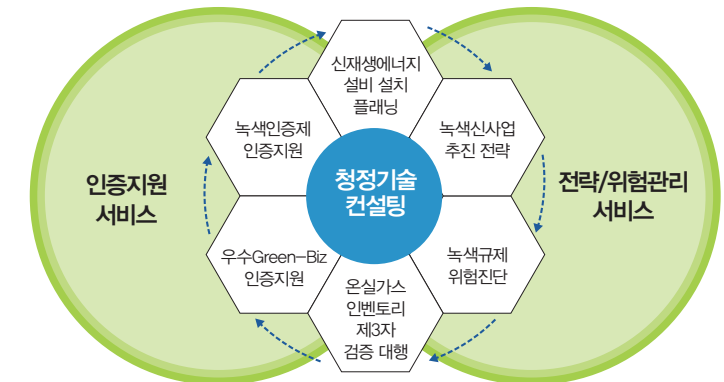 신재생에너지
설비 설치
플래닝
녹색인증제
인증지원
녹색신사업
추진 전략
인증지원
서비스
청정기술
컨설팅
전략/위험관리
서비스
우수Green-Biz
인증지원
녹색규제
위험진단
온실가스
인벤토리
제3자
검증 대행